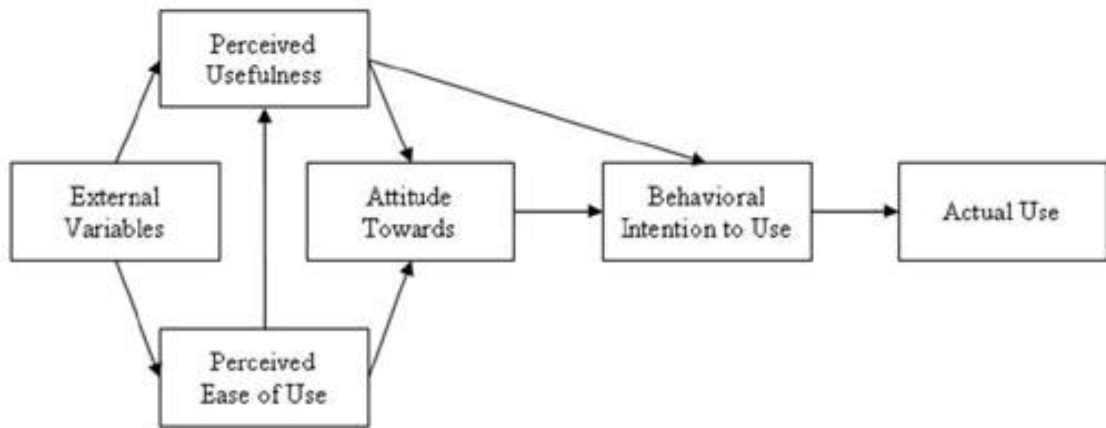 Perceived
Usefulness
External
Variables
Attitude
Towards
Behavioral
Intention to Use
Actual Use
Perceived
Ease of Use